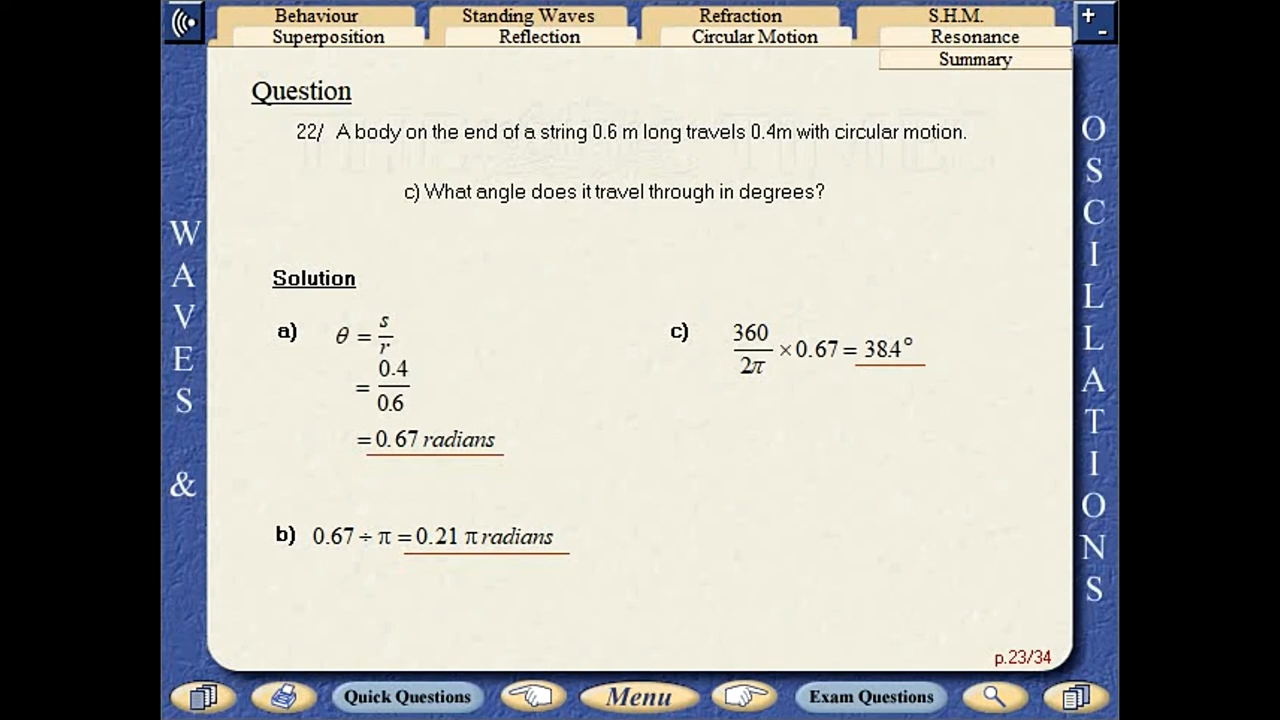 Behaviour
Standing Waves
Refraction
S.H.M.
Superposition
Reflection
Circular Motion
Resonance
Summary
+
-
Question
22/ A body on the end of a string 0.6 m long travels 0.4m with circular motion.
c) What angle does it travel through in degrees?
Solution
a) θ = s/r
= 0.4/0.6
= 0.67 radians
b) 0.67 ÷ π = 0.21 π radians
c) 360/2π × 0.67 = 38.4°
WAVES &
OSCILLATIONS
p.23/34
Quick Questions
Menu
Exam Questions